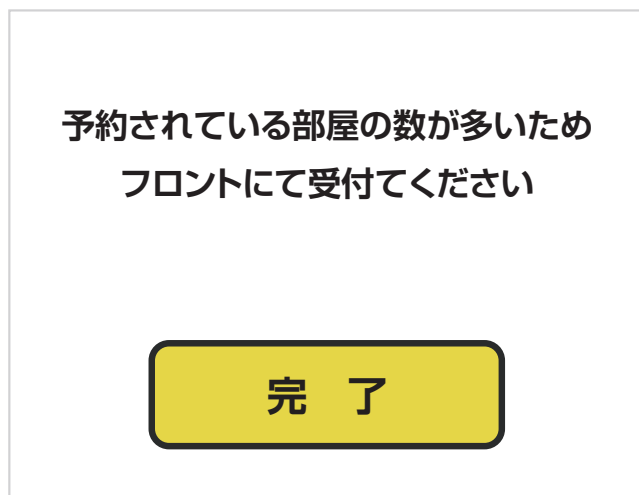 予約されている部屋の数が多いため
フロントにて受付てください
完 了